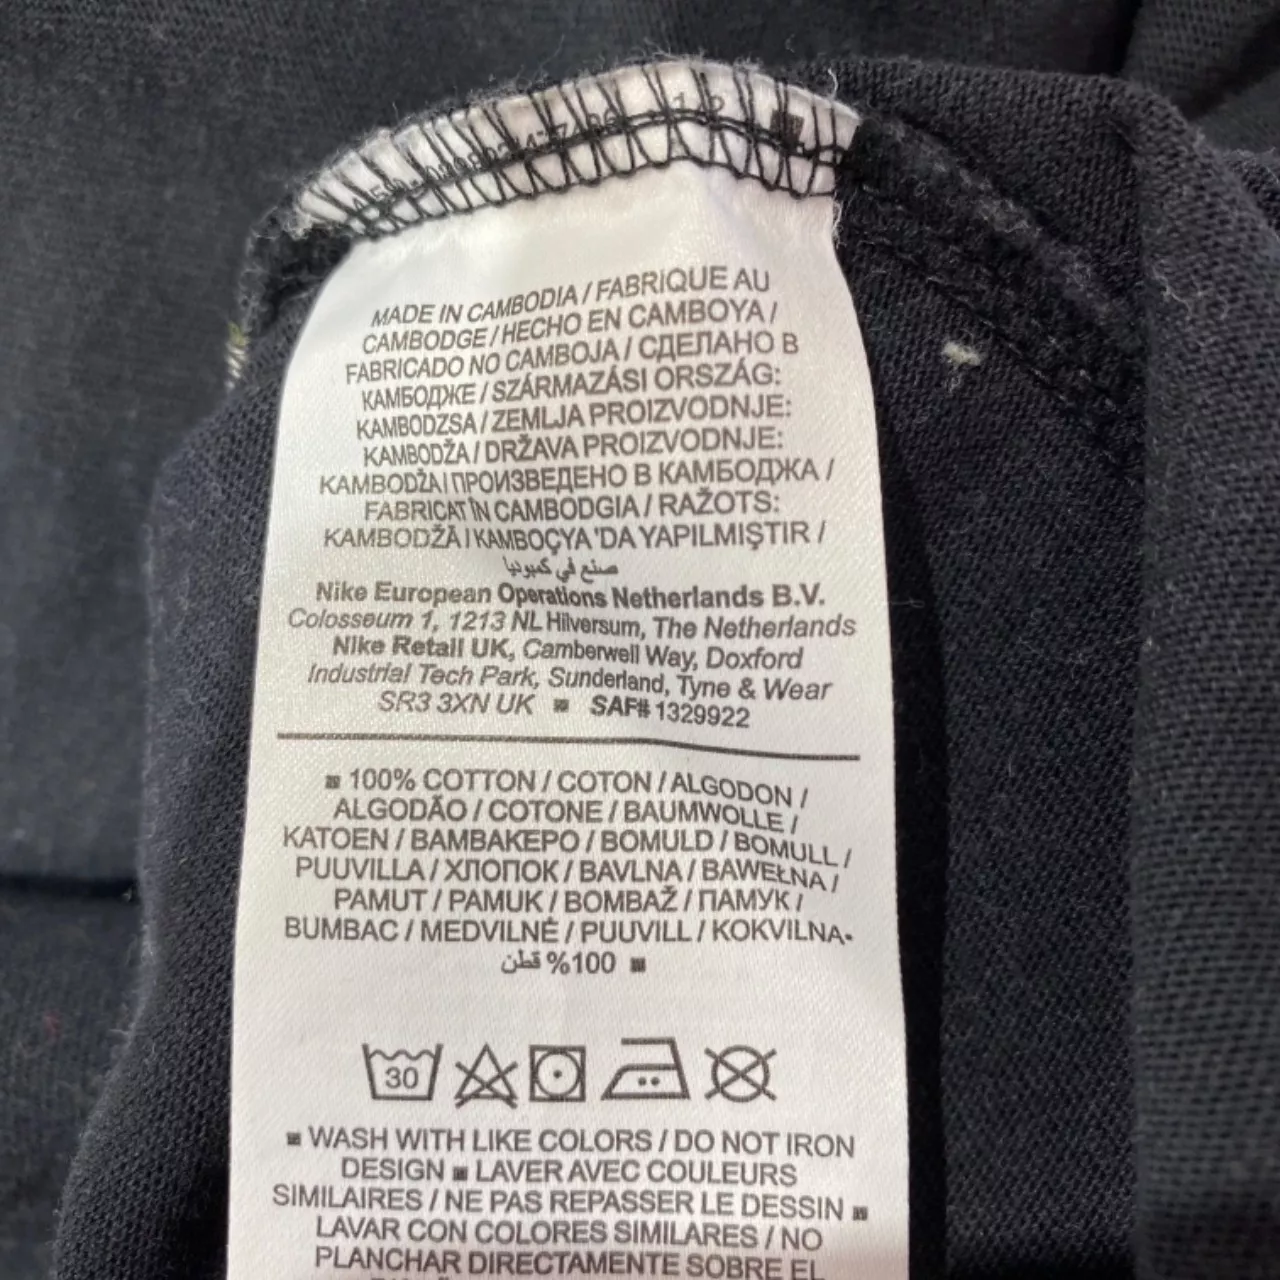 MADE IN CAMBODIA / FABRIQUE AU
CAMBODGE / HECHO EN CAMBOYA /
FABRICADO NO CAMBOJA / СДЕЛАНО В
КАМБОДЖЕ / SZÁRMAZÁSI ORSZÁG:
KAMBODZSA / ZEMLJA PROIZVODNJE:
KAMBODŽA / DRŽAVA PROIZVODNJE:
KAMBODŽA / ПРОИЗВЕДЕНО В КАМБОДЖА /
FABRICAT ÎN CAMBODGIA / RAŽOTS:
KAMBODŽĀ / KAMBOÇYA 'DA YAPILMIŞTIR /
صنع في كمبوديا
Nike European Operations Netherlands B.V.
Colosseum 1, 1213 NL Hilversum, The Netherlands
Nike Retail UK, Camberwell Way, Doxford
Industrial Tech Park, Sunderland, Tyne & Wear
SR3 3XN UK ■ SAF# 1329922
■ 100% COTTON / COTON / ALGODON /
ALGODÃO / COTONE / BAUMWOLLE /
KATOEN / ΒΑΜΒΑΚΕΡΟ / BOMULD / BOMULL /
PUUVILLA / ХЛОПОК / BAVLNA / BAWEŁNA /
PAMUT / PAMUK / BOMBAŽ / ПАМУК /
BUMBAC / MEDVILNĖ / PUUVILL / KOKVILNA-
100% قطن ■
30
■ WASH WITH LIKE COLORS / DO NOT IRON
DESIGN ■ LAVER AVEC COULEURS
SIMILAIRES / NE PAS REPASSER LE DESSIN ■
LAVAR CON COLORES SIMILARES / NO
PLANCHAR DIRECTAMENTE SOBRE EL